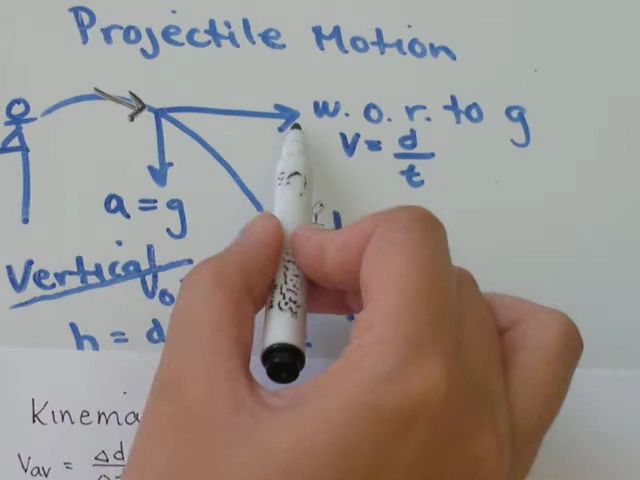 Projectile Motion
w. o. r. to g
v = d/t
a = g
Vertical
h = d
Kinema
Vav = Δd